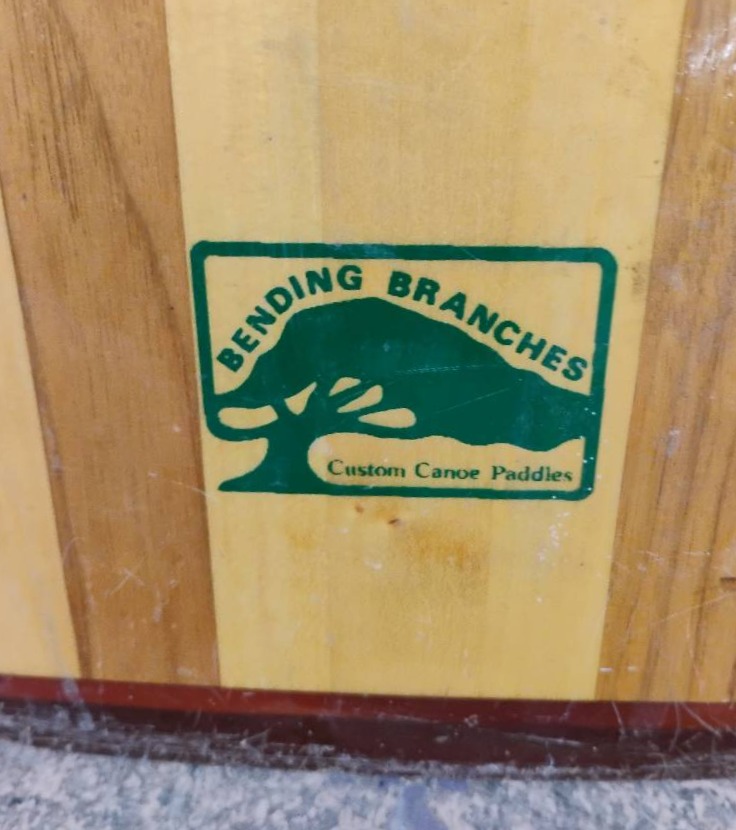 BENDING BRANCHES
Custom Canoe Paddles